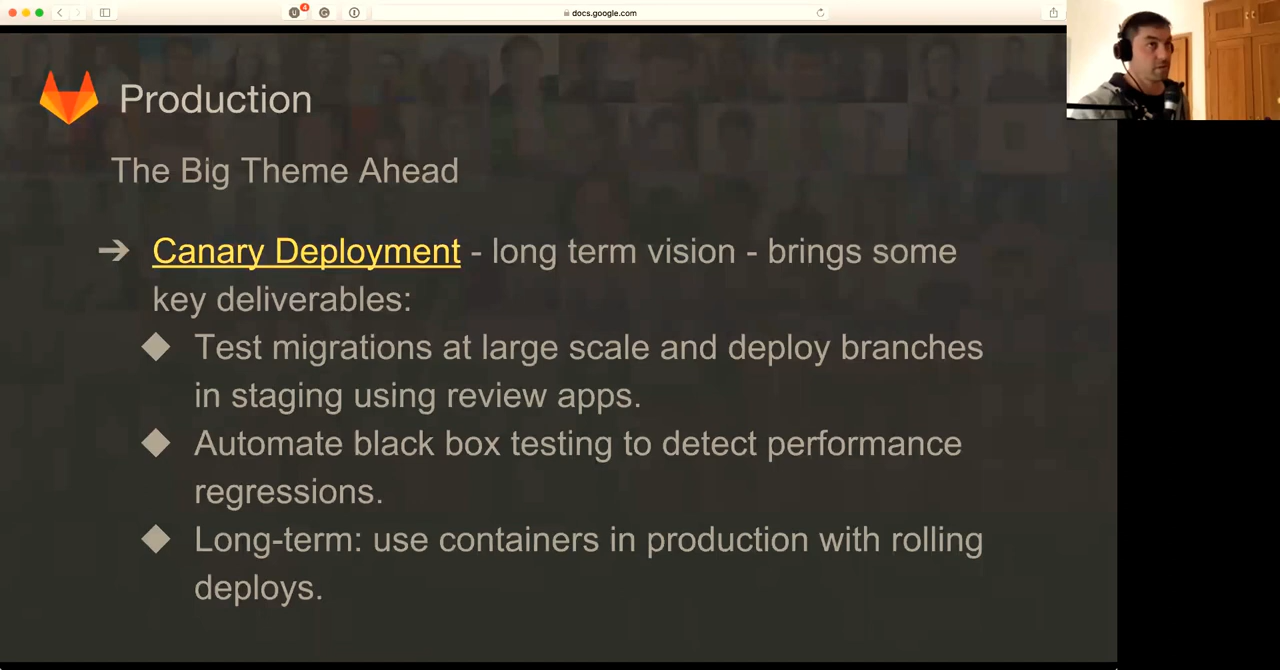 docs.google.com
4
Production
The Big Theme Ahead
➔ Canary Deployment - long term vision - brings some
key deliverables:
◆ Test migrations at large scale and deploy branches
in staging using review apps.
◆ Automate black box testing to detect performance
regressions.
◆ Long-term: use containers in production with rolling
deploys.